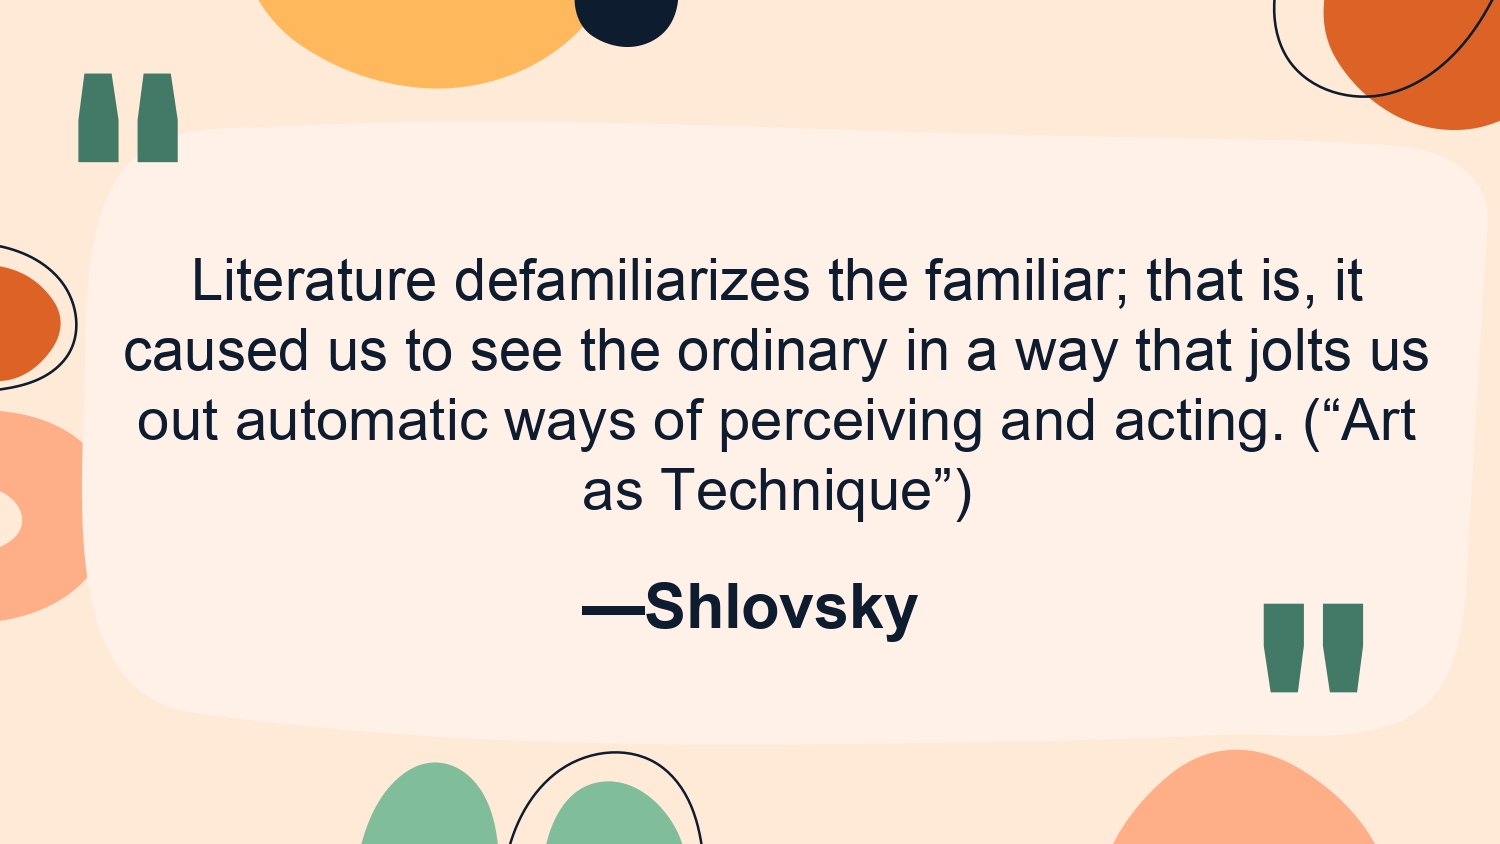 Literature defamiliarizes the familiar; that is, it
caused us to see the ordinary in a way that jolts us
out automatic ways of perceiving and acting. (“Art
as Technique”)
—Shlovsky